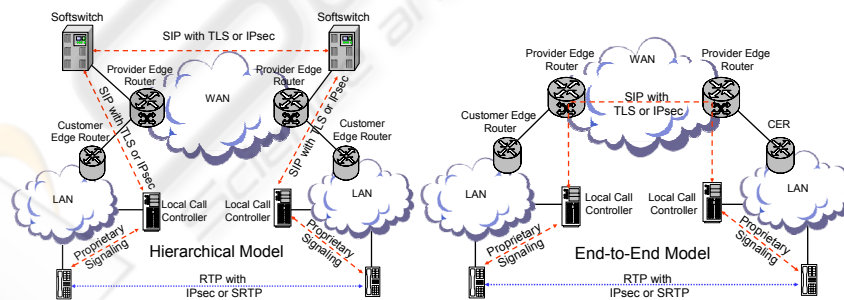 Softswitch
Softswitch
SIP with TLS or IPsec
Provider Edge
Router
Provider Edge
Router
WAN
SIP with TLS or IPsec
SIP with TLS or IPsec
Customer
Edge Router
Customer
Edge Router
LAN
LAN
Local Call
Controller
Local Call
Controller
Proprietary
Signaling
Proprietary
Signaling
Hierarchical Model
RTP with
IPsec or SRTP
WAN
Provider Edge
Router
Provider Edge
Router
SIP with
TLS or IPsec
Customer Edge
Router
CER
LAN
LAN
Local Call
Controller
Local Call
Controller
Proprietary
Signaling
Proprietary
Signaling
End-to-End Model
RTP with
IPsec or SRTP